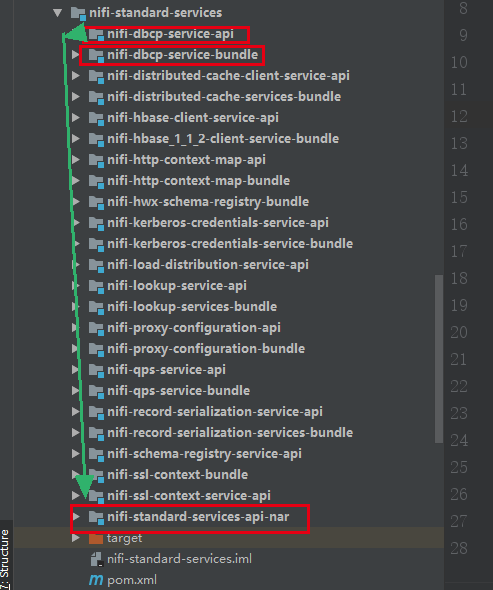 nifi-standard-services
nifi-dbcp-service-api
nifi-dbcp-service-bundle
nifi-distributed-cache-client-service-api
nifi-distributed-cache-services-bundle
nifi-hbase-client-service-api
nifi-hbase_1_1_2-client-service-bundle
nifi-http-context-map-api
nifi-http-context-map-bundle
nifi-hwx-schema-registry-bundle
nifi-kerberos-credentials-service-api
nifi-kerberos-credentials-service-bundle
nifi-load-distribution-service-api
nifi-lookup-service-api
nifi-lookup-services-bundle
nifi-proxy-configuration-api
nifi-proxy-configuration-bundle
nifi-qps-service-api
nifi-qps-service-bundle
nifi-record-serialization-service-api
nifi-record-serialization-services-bundle
nifi-schema-registry-service-api
nifi-ssl-context-bundle
nifi-ssl-context-service-api
nifi-standard-services-api-nar
target
nifi-standard-services.iml
m pom.xml
7: Structure
8
9
10
11
12
13
14
15
16
17
18
19
20
21
22
23
24
25
26
27
28